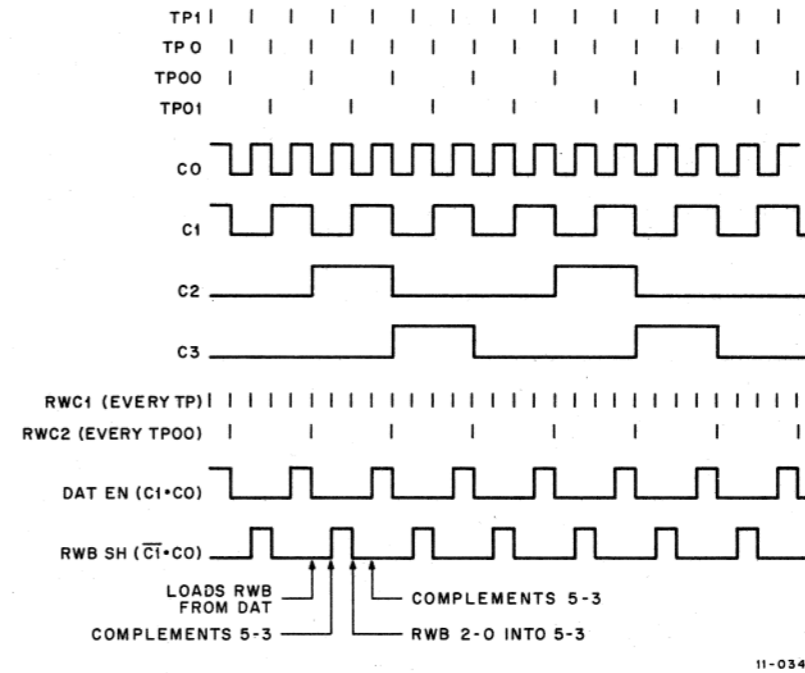 TP1
TP 0
TP00
TP01
C0
C1
C2
C3
RWC1 (EVERY TP)
RWC2 (EVERY TP00)
DAT EN (C1•C0)
RWB SH (C̅1̅•C0)
LOADS RWB
FROM DAT
COMPLEMENTS 5-3
COMPLEMENTS 5-3
RWB 2-0 INTO 5-3
11-034